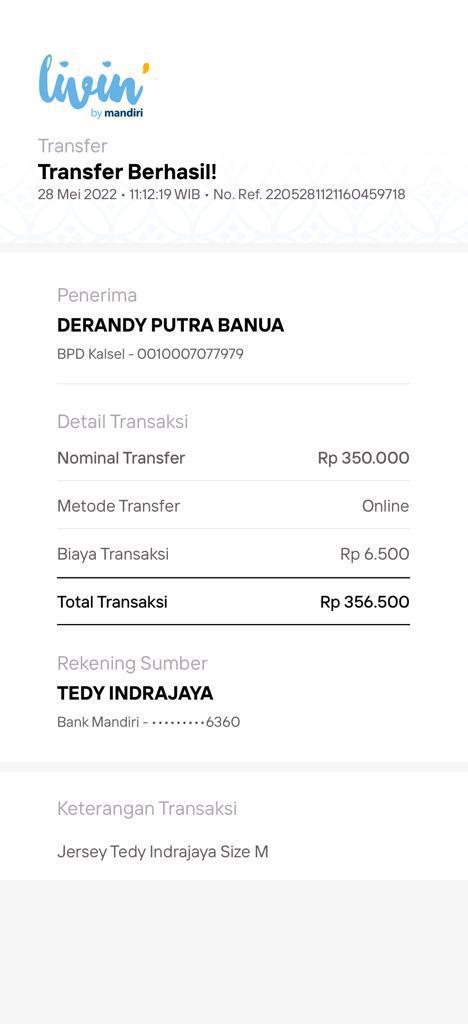 livin'
by mandiri
Transfer
Transfer Berhasil!
28 Mei 2022 • 11:12:19 WIB • No. Ref. 2205281121160459718
Penerima
DERANDY PUTRA BANUA
BPD Kalsel - 0010007077979
Detail Transaksi
Nominal Transfer Rp 350.000
Metode Transfer Online
Biaya Transaksi Rp 6.500
Total Transaksi Rp 356.500
Rekening Sumber
TEDY INDRAJAYA
Bank Mandiri - •••••••••6360
Keterangan Transaksi
Jersey Tedy Indrajaya Size M